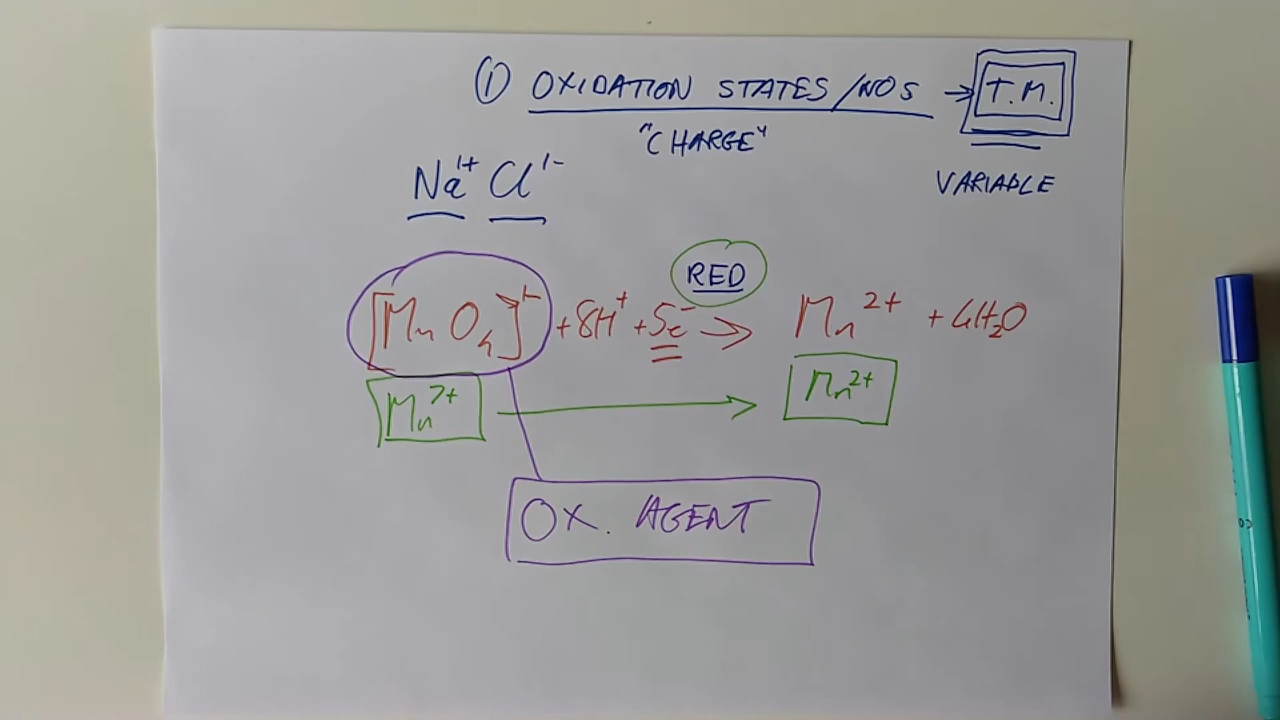 ① OXIDATION STATES/NOS → T.M.
"CHARGE"
VARIABLE
Na¹⁺ Cl¹⁻
RED
[MnO₄]¹⁻ + 8H⁺ + 5e⁻ → Mn²⁺ + 4H₂O
Mn⁷⁺ → Mn²⁺
OX. AGENT